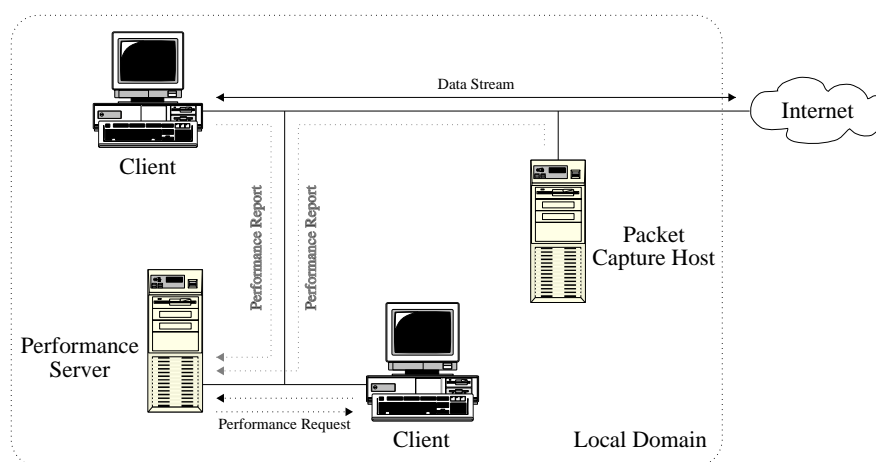 Data Stream
Internet
Client
Performance Report
Performance Report
Packet
Capture Host
Performance
Server
Performance Request
Client
Local Domain